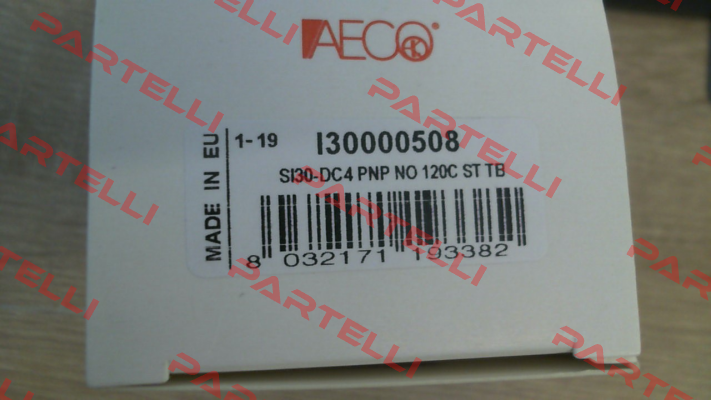 AECO
MADE IN EU
1-19 I30000508
SI30-DC4 PNP NO 120C ST TB
8 032171 193382
PARTELLI
PARTELLI
PARTELLI
PARTELLI
PARTELLI
PARTELLI
PARTELLI
PARTELLI